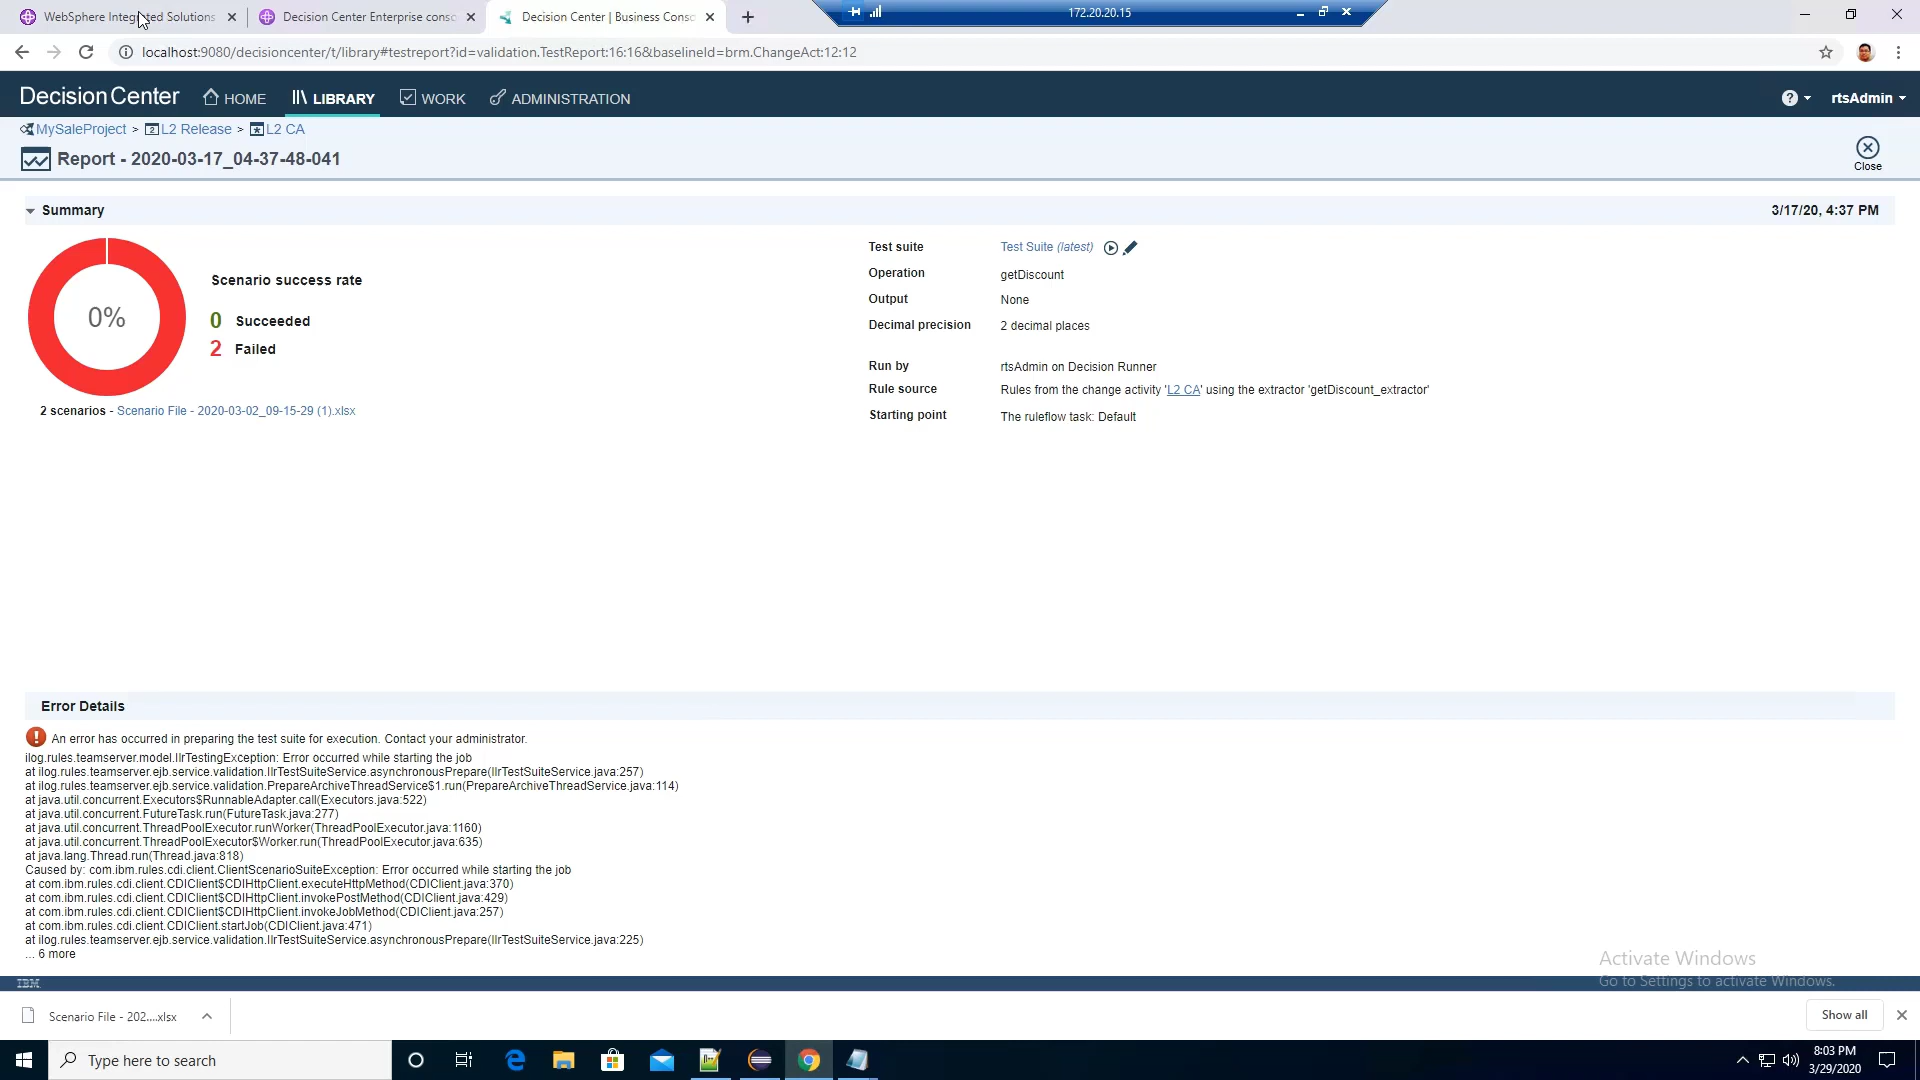 WebSphere Integrated Solutions
Decision Center Enterprise conso
Decision Center | Business Conso
172.20.20.15
localhost:9080/decisioncenter/t/library#testreport?id=validation.TestReport:16:16&baselineId=brm.ChangeAct:12:12
Decision Center
HOME
LIBRARY
WORK
ADMINISTRATION
?
rtsAdmin
MySaleProject > L2 Release > L2 CA
Report - 2020-03-17_04-37-48-041
Close
Summary
3/17/20, 4:37 PM
0%
Scenario success rate
0 Succeeded
2 Failed
2 scenarios - Scenario File - 2020-03-02_09-15-29 (1).xlsx
Test suite Test Suite (latest)
Operation getDiscount
Output None
Decimal precision 2 decimal places
Run by rtsAdmin on Decision Runner
Rule source Rules from the change activity 'L2 CA' using the extractor 'getDiscount_extractor'
Starting point The ruleflow task: Default
Error Details
An error has occurred in preparing the test suite for execution. Contact your administrator.
ilog.rules.teamserver.model.IlrTestingException: Error occurred while starting the job
at ilog.rules.teamserver.ejb.service.validation.IlrTestSuiteService.asynchronousPrepare(IlrTestSuiteService.java:257)
at ilog.rules.teamserver.ejb.service.validation.PrepareArchiveThreadService$1.run(PrepareArchiveThreadService.java:114)
at java.util.concurrent.Executors$RunnableAdapter.call(Executors.java:522)
at java.util.concurrent.FutureTask.run(FutureTask.java:277)
at java.util.concurrent.ThreadPoolExecutor.runWorker(ThreadPoolExecutor.java:1160)
at java.util.concurrent.ThreadPoolExecutor$Worker.run(ThreadPoolExecutor.java:635)
at java.lang.Thread.run(Thread.java:818)
Caused by: com.ibm.rules.cdi.client.ClientScenarioSuiteException: Error occurred while starting the job
at com.ibm.rules.cdi.client.CDIClient$CDIHttpClient.executeHttpMethod(CDIClient.java:370)
at com.ibm.rules.cdi.client.CDIClient$CDIHttpClient.invokePostMethod(CDIClient.java:429)
at com.ibm.rules.cdi.client.CDIClient$CDIHttpClient.invokeJobMethod(CDIClient.java:257)
at com.ibm.rules.cdi.client.CDIClient.startJob(CDIClient.java:471)
at ilog.rules.teamserver.ejb.service.validation.IlrTestSuiteService.asynchronousPrepare(IlrTestSuiteService.java:225)
... 6 more
Activate Windows
Go to Settings to activate Windows.
IBM.
Scenario File - 202....xlsx
Show all
Type here to search
8:03 PM
3/29/2020